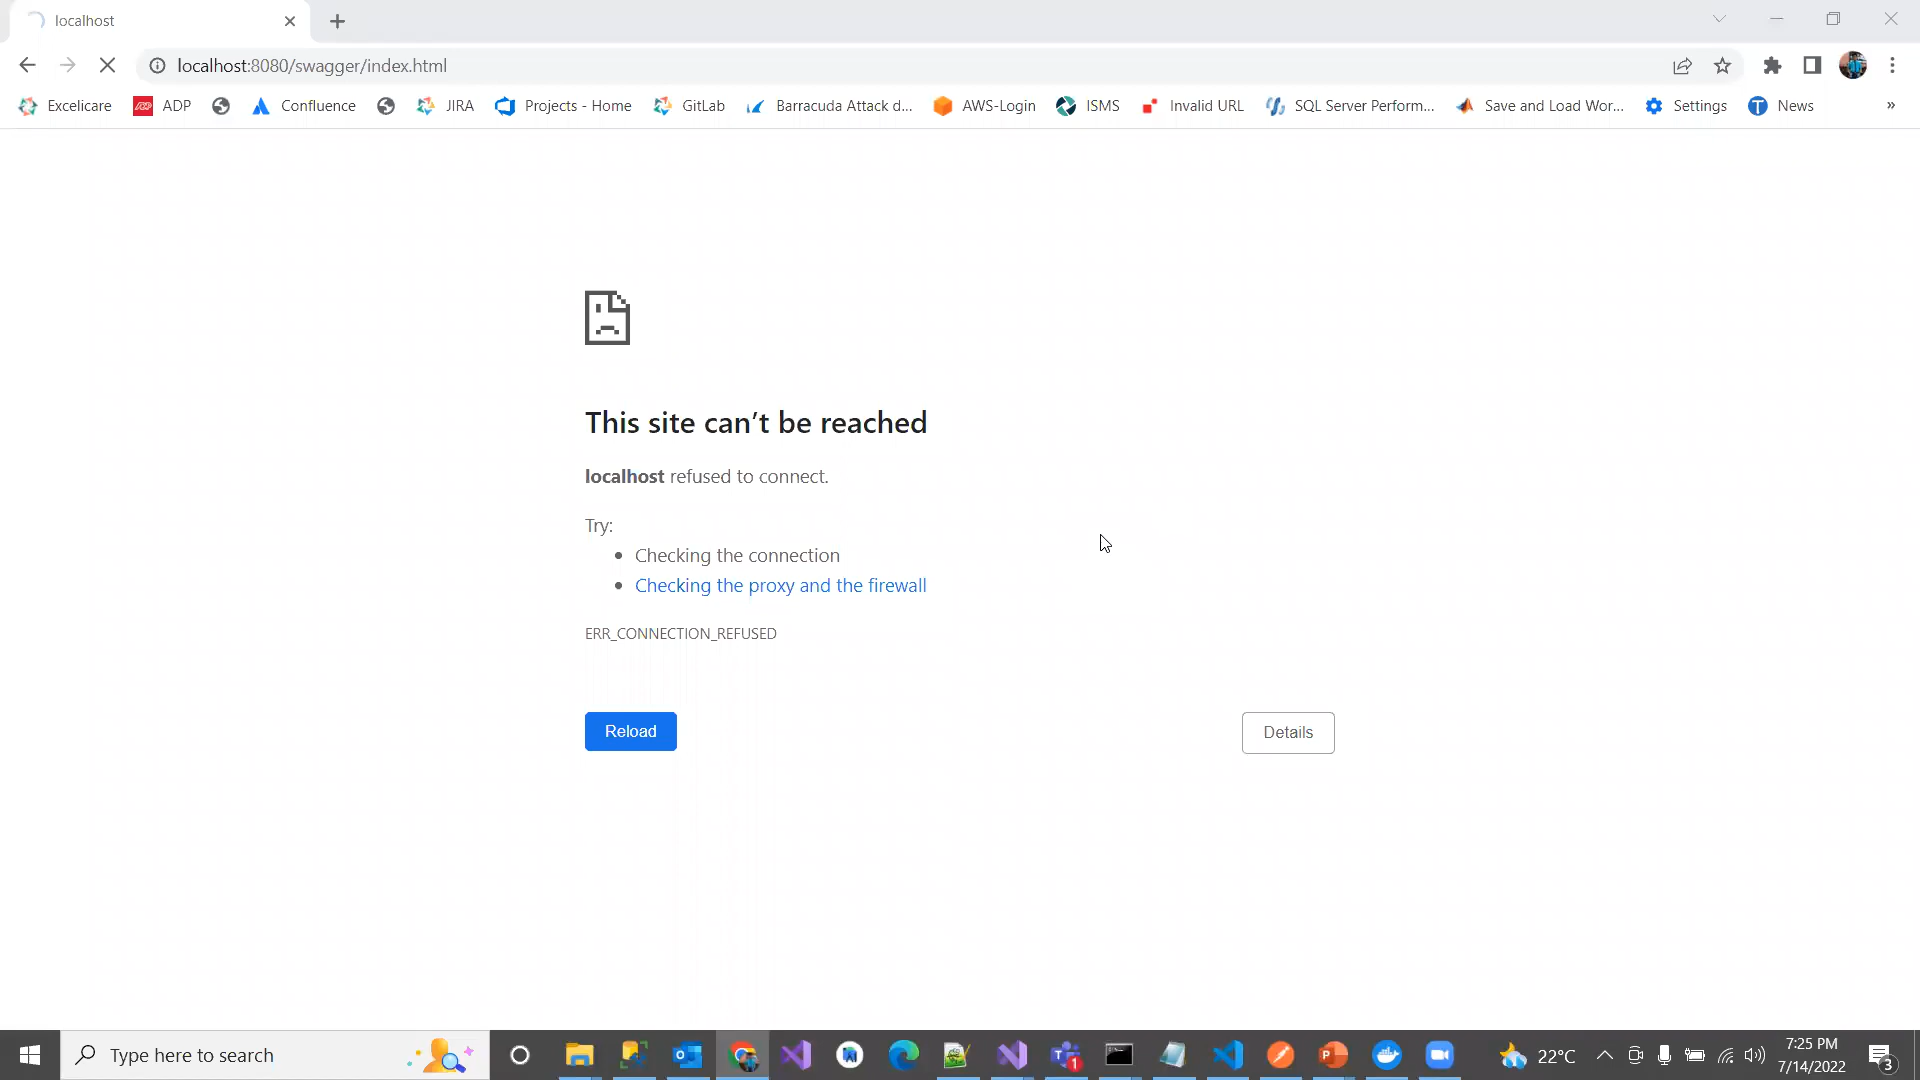 localhost
localhost:8080/swagger/index.html
Excelicare ADP Confluence JIRA Projects - Home GitLab Barracuda Attack d... AWS-Login ISMS Invalid URL SQL Server Perform... Save and Load Wor... Settings News »
This site can’t be reached
localhost refused to connect.
Try:
• Checking the connection
• Checking the proxy and the firewall
ERR_CONNECTION_REFUSED
Reload Details
Type here to search 22°C 7:25 PM
7/14/2022 3